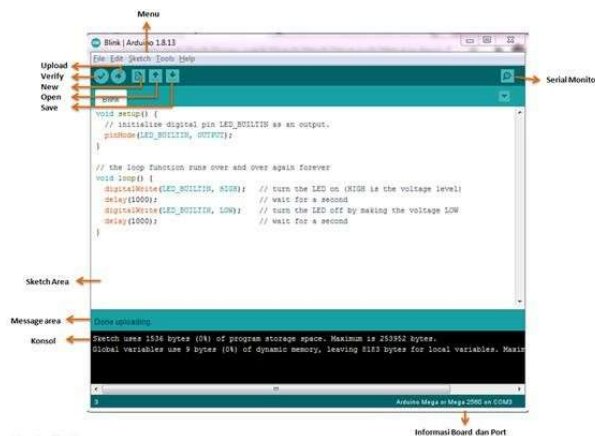 Menu
Blink | Arduino 1.8.13
File Edit Sketch Tools Help
Upload
Verify
New
Open
Save
Serial Monito
Blink
void setup() {
// initialize digital pin LED_BUILTIN as an output.
pinMode(LED_BUILTIN, OUTPUT);
}
// the loop function runs over and over again forever
void loop() {
digitalWrite(LED_BUILTIN, HIGH); // turn the LED on (HIGH is the voltage level)
delay(1000); // wait for a second
digitalWrite(LED_BUILTIN, LOW); // turn the LED off by making the voltage LOW
delay(1000); // wait for a second
}
Sketch Area
Message area
Done uploading.
Konsol
Sketch uses 1536 bytes (0%) of program storage space. Maximum is 253952 bytes.
Global variables use 9 bytes (0%) of dynamic memory, leaving 8183 bytes for local variables. Maxim
3
Arduino Mega or Mega 2560 on COM3
Informasi Board dan Port